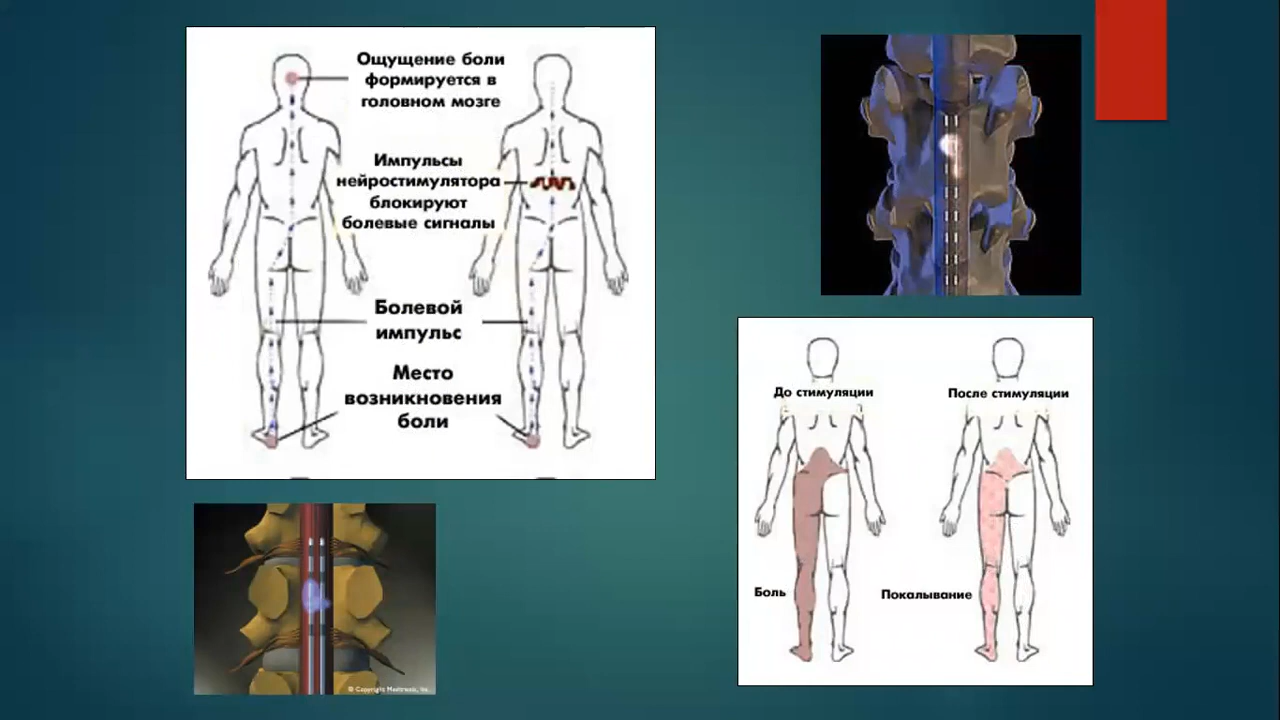 Ощущение боли
формируется в
головном мозге
Импульсы
нейростимулятора
блокируют
болевые сигналы
Болевой
импульс
Место
возникновения
боли
До стимуляции
После стимуляции
Боль
Покалывание
© Copyright Medtronic, Inc.